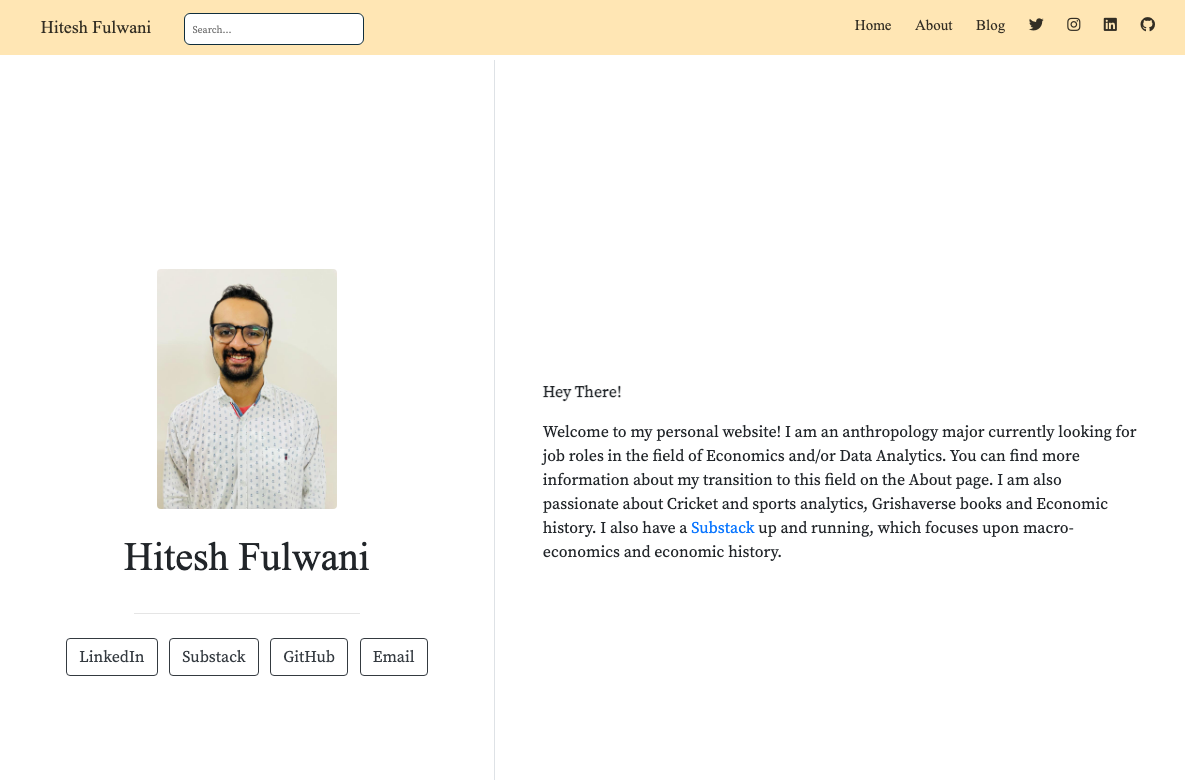 Hitesh Fulwani
Search...
Home About Blog
Hitesh Fulwani
LinkedIn Substack GitHub Email
Hey There!
Welcome to my personal website! I am an anthropology major currently looking for
job roles in the field of Economics and/or Data Analytics. You can find more
information about my transition to this field on the About page. I am also
passionate about Cricket and sports analytics, Grishaverse books and Economic
history. I also have a Substack up and running, which focuses upon macro-
economics and economic history.